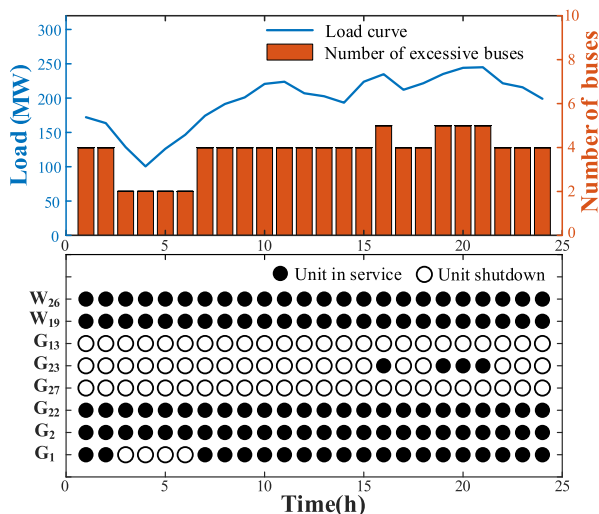 Load curve
Number of excessive buses
Load (MW)
Number of buses
300
250
200
150
100
50
0
10
8
6
4
2
0
0 5 10 15 20 25
Unit in service Unit shutdown
W26
W19
G13
G23
G27
G22
G2
G1
0 5 10 15 20 25
Time(h)